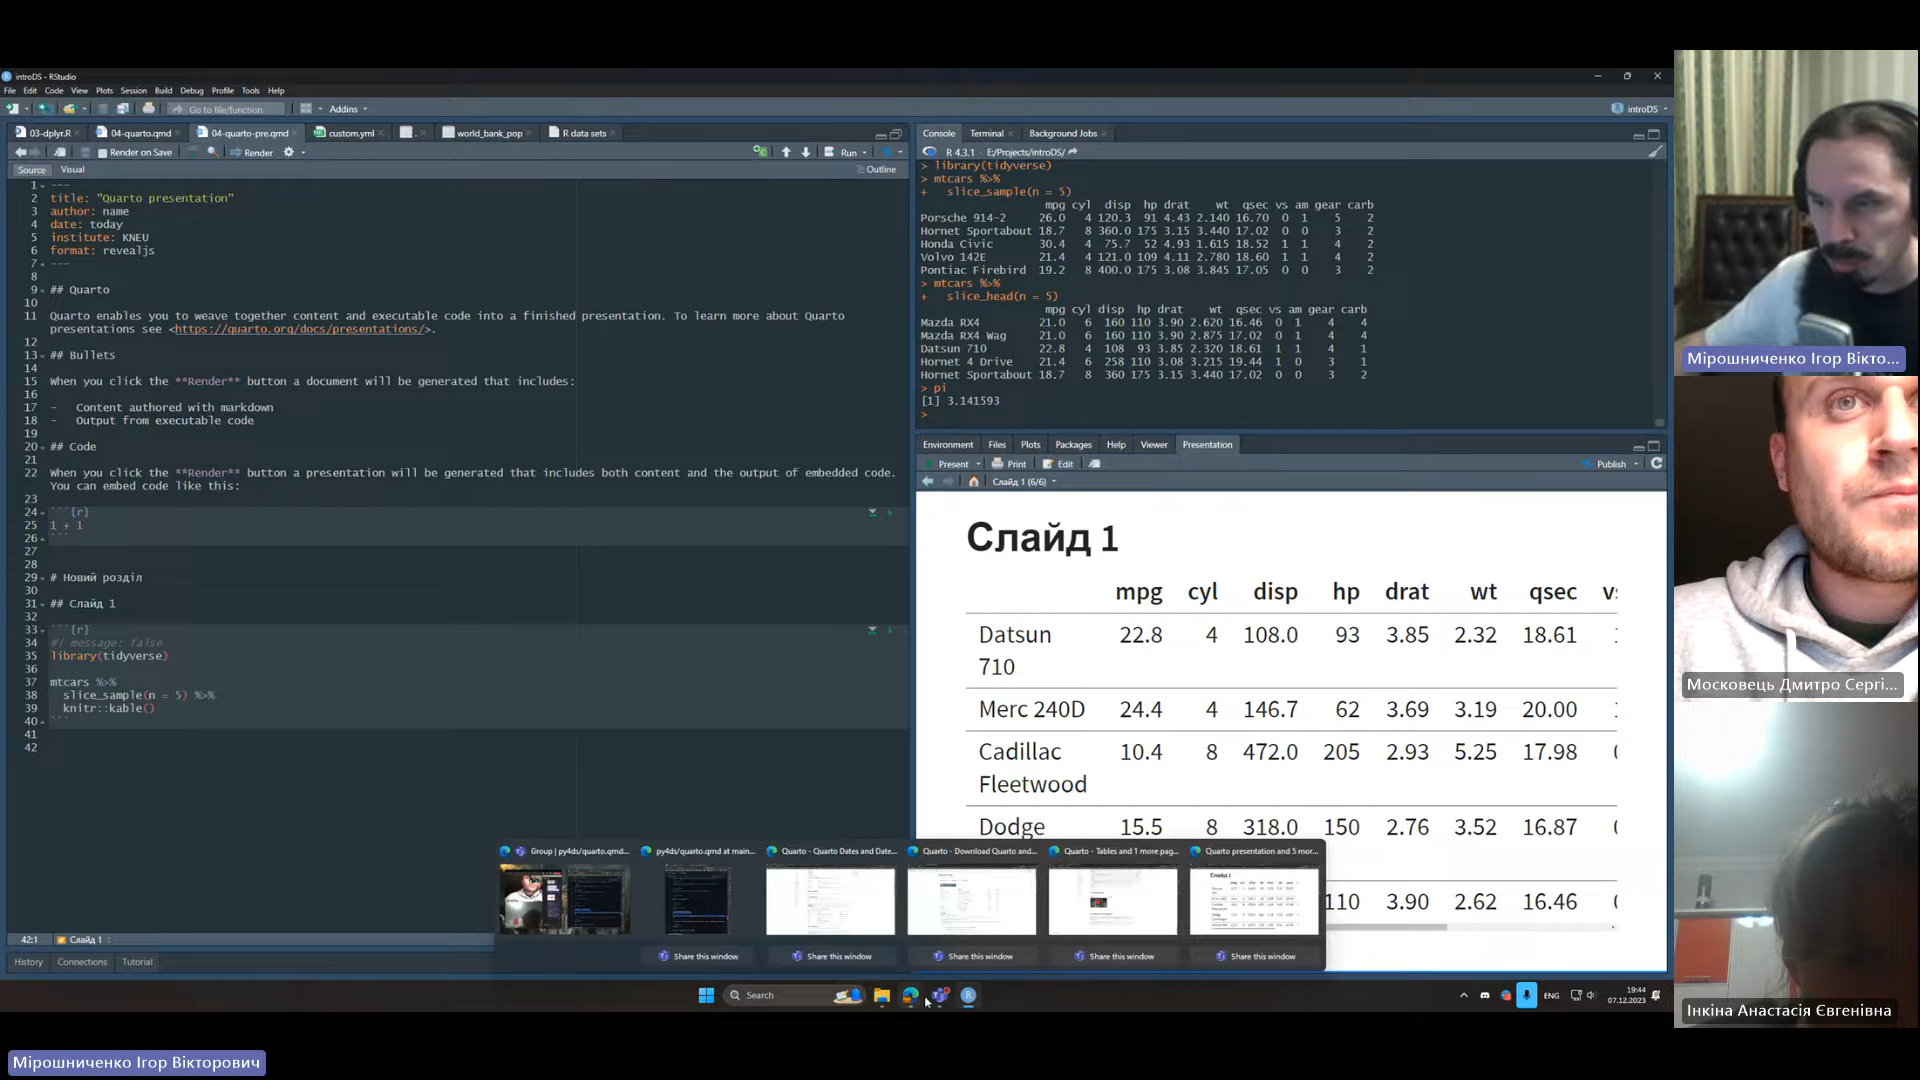 introDS - RStudio
File Edit Code View Plots Session Build Debug Profile Tools Help
Go to file/function Addins introDS
03-dplyr.R 04-quarto.qmd 04-quarto-pre.qmd custom.yml world_bank_pop R data sets
Render on Save Render Run
Source Visual Outline
1 ---
2 title: "Quarto presentation"
3 author: name
4 date: today
5 institute: KNEU
6 format: revealjs
7 ---
8
9 ## Quarto
10
11 Quarto enables you to weave together content and executable code into a finished presentation. To learn more about Quarto
presentations see <https://quarto.org/docs/presentations/>.
12
13 ## Bullets
14
15 When you click the **Render** button a document will be generated that includes:
16
17 - Content authored with markdown
18 - Output from executable code
19
20 ## Code
21
22 When you click the **Render** button a presentation will be generated that includes both content and the output of embedded code.
You can embed code like this:
23
24 ```{r}
25 1 + 1
26 ```
27
28
29 # Новий розділ
30
31 ## Слайд 1
32
33 ```{r}
34 #| message: false
35 library(tidyverse)
36
37 mtcars %>%
38 slice_sample(n = 5) %>%
39 knitr::kable()
40 ```
41
42
42:1 Слайд 1
History Connections Tutorial
Console Terminal Background Jobs
R 4.3.1 · E:/Projects/introDS/
> library(tidyverse)
> mtcars %>%
+ slice_sample(n = 5)
mpg cyl disp hp drat wt qsec vs am gear carb
Porsche 914-2 26.0 4 120.3 91 4.43 2.140 16.70 0 1 5 2
Hornet Sportabout 18.7 8 360.0 175 3.15 3.440 17.02 0 0 3 2
Honda Civic 30.4 4 75.7 52 4.93 1.615 18.52 1 1 4 2
Volvo 142E 21.4 4 121.0 109 4.11 2.780 18.60 1 1 4 2
Pontiac Firebird 19.2 8 400.0 175 3.08 3.845 17.05 0 0 3 2
> mtcars %>%
+ slice_head(n = 5)
mpg cyl disp hp drat wt qsec vs am gear carb
Mazda RX4 21.0 6 160 110 3.90 2.620 16.46 0 1 4 4
Mazda RX4 Wag 21.0 6 160 110 3.90 2.875 17.02 0 1 4 4
Datsun 710 22.8 4 108 93 3.85 2.320 18.61 1 1 4 1
Hornet 4 Drive 21.4 6 258 110 3.08 3.215 19.44 1 0 3 1
Hornet Sportabout 18.7 8 360 175 3.15 3.440 17.02 0 0 3 2
> pi
[1] 3.141593
>
Environment Files Plots Packages Help Viewer Presentation
Present Print Edit Publish
Слайд 1 (6/6)
Слайд 1
mpg cyl disp hp drat wt qsec
Datsun 710 22.8 4 108.0 93 3.85 2.32 18.61
Merc 240D 24.4 4 146.7 62 3.69 3.19 20.00
Cadillac Fleetwood 10.4 8 472.0 205 2.93 5.25 17.98
Dodge 15.5 8 318.0 150 2.76 3.52 16.87
110 3.90 2.62 16.46
Group | py4ds/quarto.qmd... py4ds/quarto.qmd at main... Quarto - Quarto Dates and Date... Quarto - Download Quarto and... Quarto - Tables and 1 more pag... Quarto presentation and 5 mor...
Share this window Share this window Share this window Share this window Share this window
Search ENG 19:44
07.12.2023
Мірошниченко Ігор Вікто...
Московець Дмитро Сергі...
Інкіна Анастасія Євгенівна
Мірошниченко Ігор Вікторович